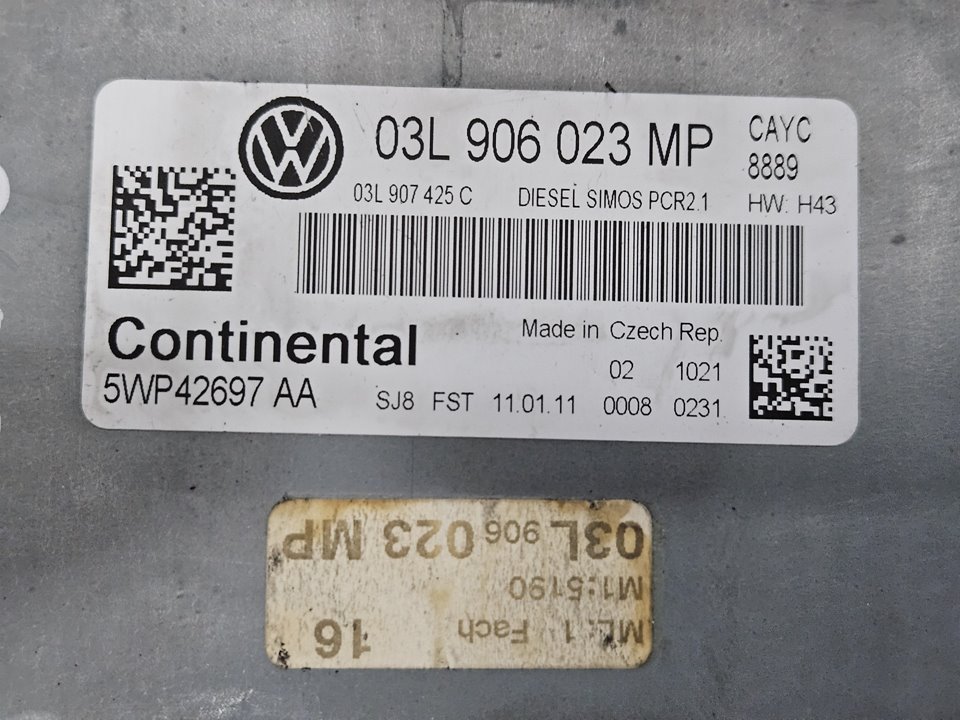 03L 906 023 MP CAYC
8889
03L 907 425 C DIESEL SIMOS PCR2.1 HW: H43
Continental Made in Czech Rep.
02 1021
5WP42697 AA SJ8 FST 11.01.11 0008 0231
03L 906 023 MP
M1:5190
ML: 1 Fach 16